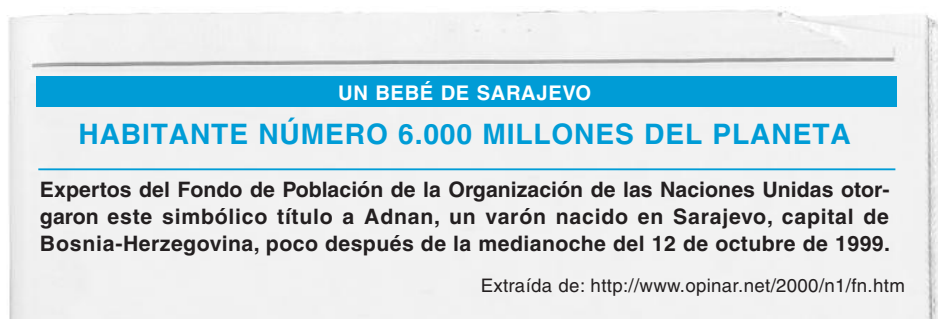 UN BEBÉ DE SARAJEVO
HABITANTE NÚMERO 6.000 MILLONES DEL PLANETA
Expertos del Fondo de Población de la Organización de las Naciones Unidas otor-
garon este simbólico título a Adnan, un varón nacido en Sarajevo, capital de
Bosnia-Herzegovina, poco después de la medianoche del 12 de octubre de 1999.
Extraída de: http://www.opinar.net/2000/n1/fn.htm